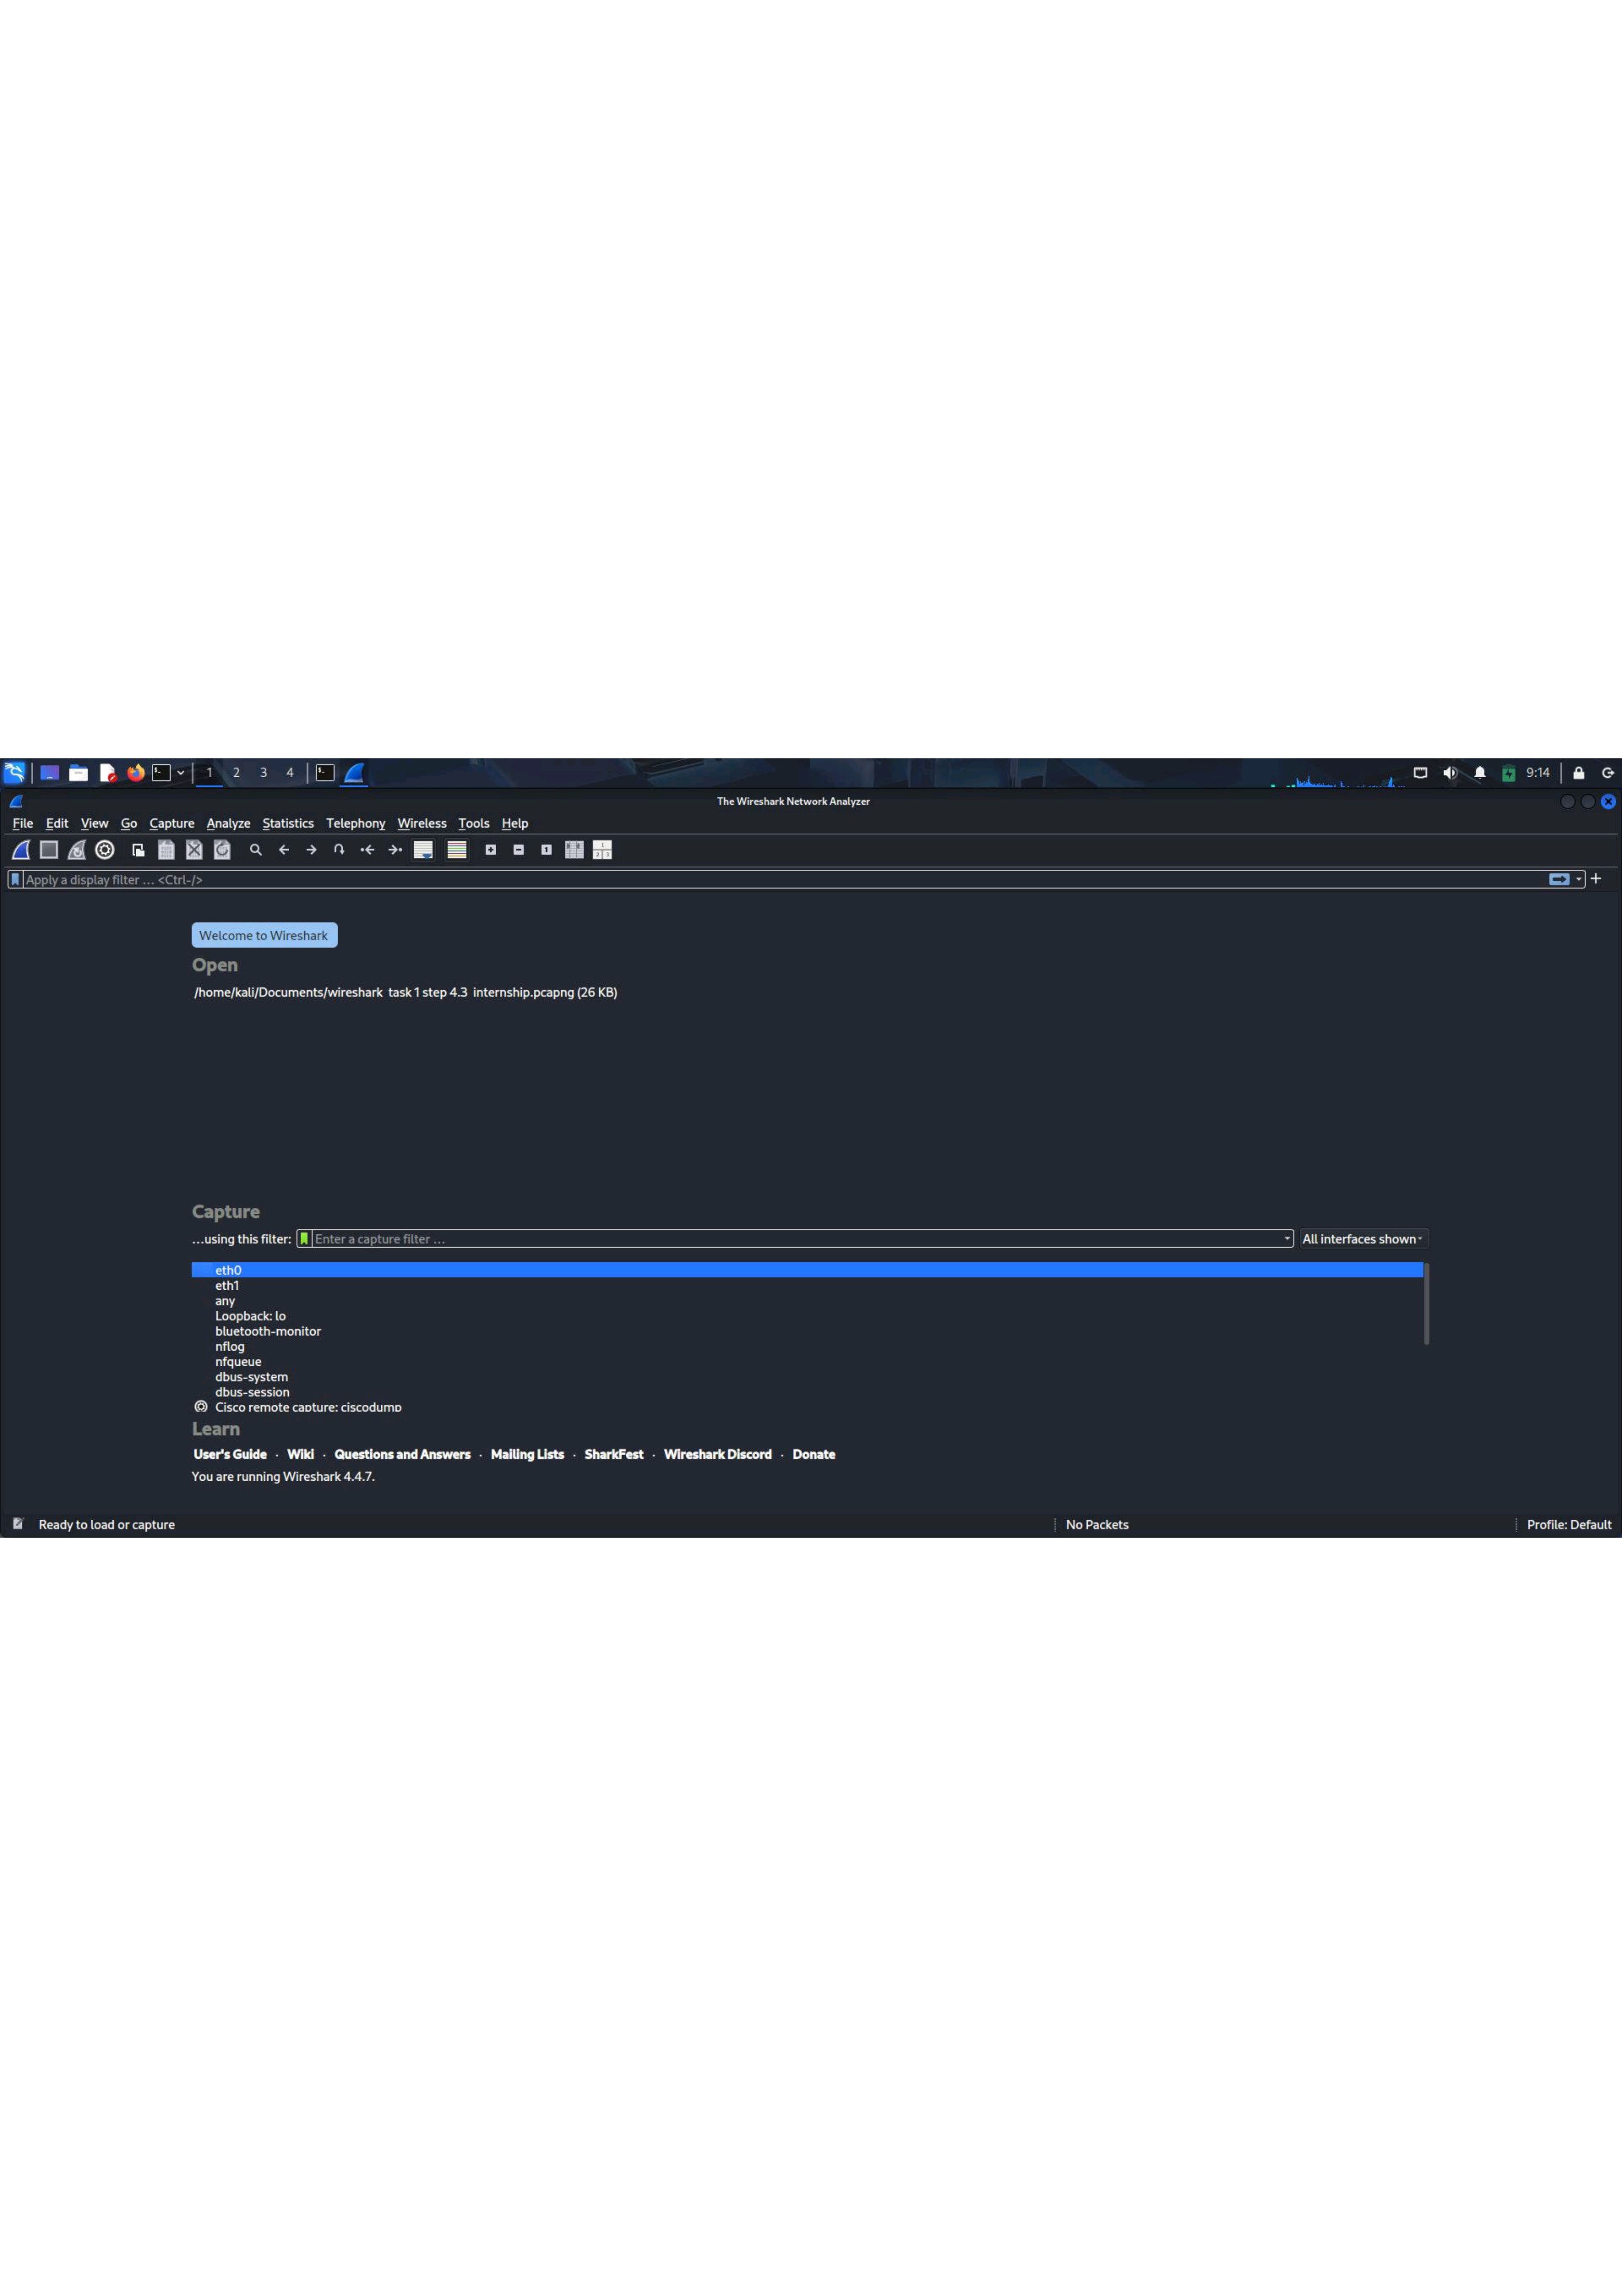 1 2 3 4
9:14
The Wireshark Network Analyzer
File Edit View Go Capture Analyze Statistics Telephony Wireless Tools Help
Apply a display filter … <Ctrl-/>
Welcome to Wireshark
Open
/home/kali/Documents/wireshark task 1 step 4.3 internship.pcapng (26 KB)
Capture
…using this filter: Enter a capture filter … All interfaces shown
eth0
eth1
any
Loopback: lo
bluetooth-monitor
nflog
nfqueue
dbus-system
dbus-session
Cisco remote capture: ciscodump
Learn
User's Guide · Wiki · Questions and Answers · Mailing Lists · SharkFest · Wireshark Discord · Donate
You are running Wireshark 4.4.7.
Ready to load or capture No Packets Profile: Default